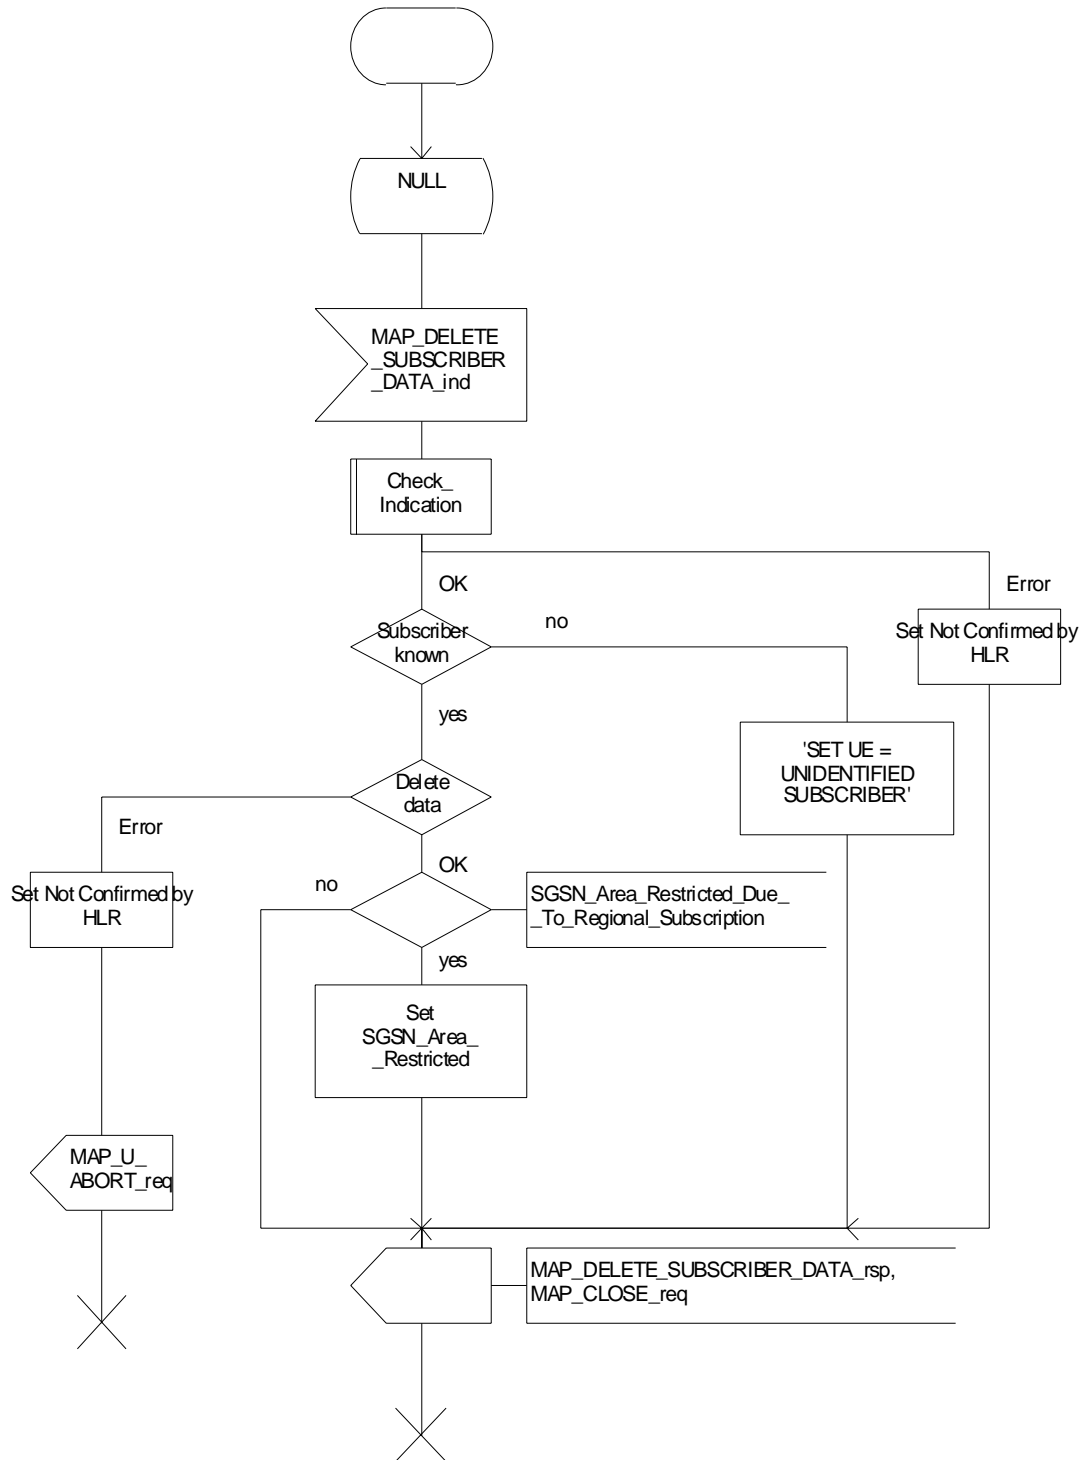 NULL
MAP_DELETE
_SUBSCRIBER
_DATA_ind
Check_
Indication
OK
Error
Subscriber
known
no
Set Not Confirmed by
HLR
yes
'SET UE =
UNIDENTIFIED
SUBSCRIBER'
Delete
data
Error
OK
no
Set Not Confirmed by
HLR
SGSN_Area_Restricted_Due_
_To_Regional_Subscription
yes
Set
SGSN_Area_
_Restricted
MAP_U_
ABORT_req
MAP_DELETE_SUBSCRIBER_DATA_rsp,
MAP_CLOSE_req